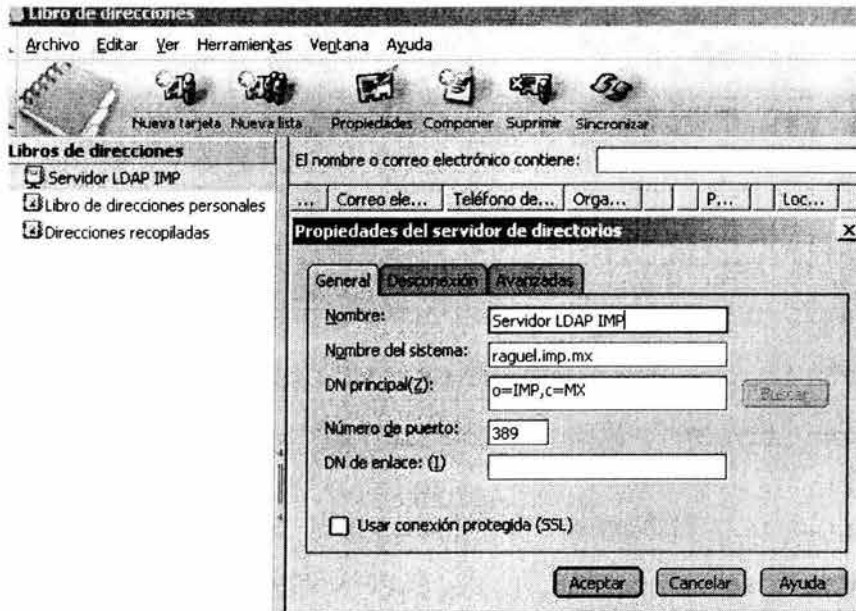 Libro de direcciones
Archivo Editar Ver Herramientas Ventana Ayuda
Nueva tarjeta Nueva lista Propiedades Componer Suprimir Sincronizar
Libros de direcciones
Servidor LDAP IMP
Libro de direcciones personales
Direcciones recopiladas
El nombre o correo electrónico contiene:
... Correo ele... Teléfono de... Orga... P... Loc...
Propiedades del servidor de directorios
General Desconexión Avanzadas
Nombre: Servidor LDAP IMP
Nombre del sistema: raguel.imp.mx
DN principal(Z): o=IMP,c=MX Buscar
Número de puerto: 389
DN de enlace: (I)
Usar conexión protegida (SSL)
Aceptar Cancelar Ayuda